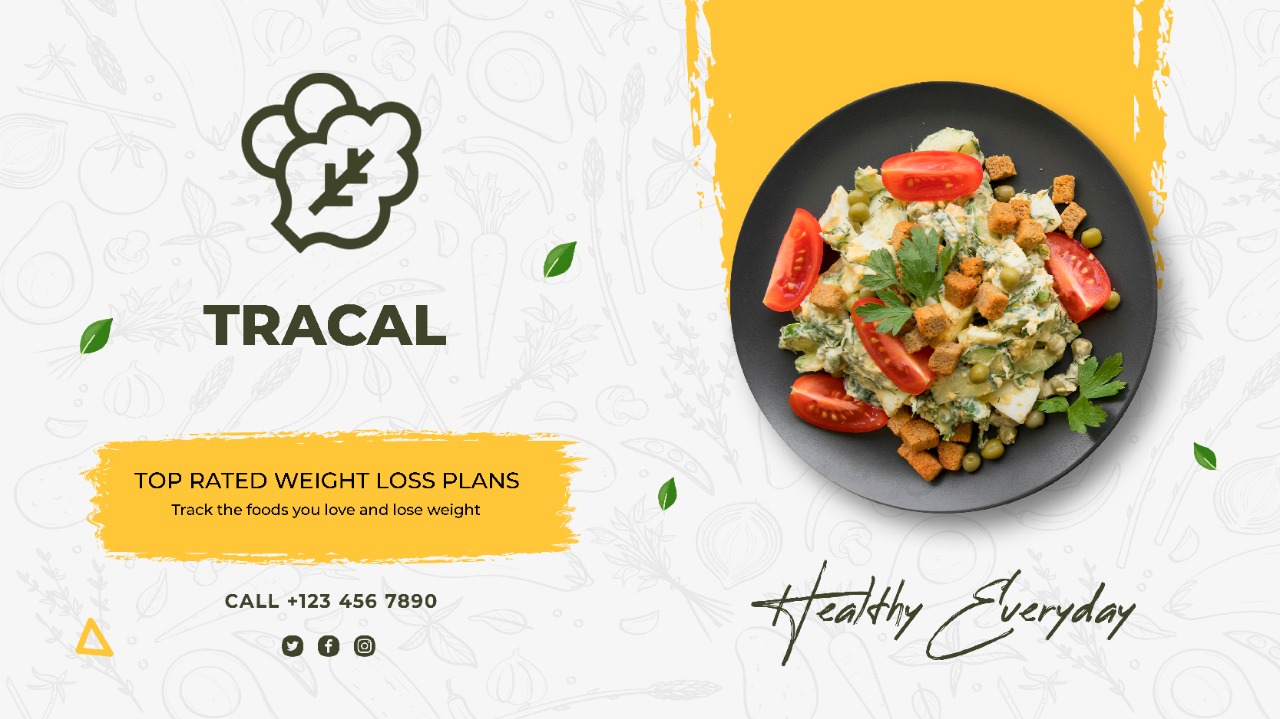 TRACAL
TOP RATED WEIGHT LOSS PLANS
Track the foods you love and lose weight
CALL +123 456 7890
Healthy Everyday